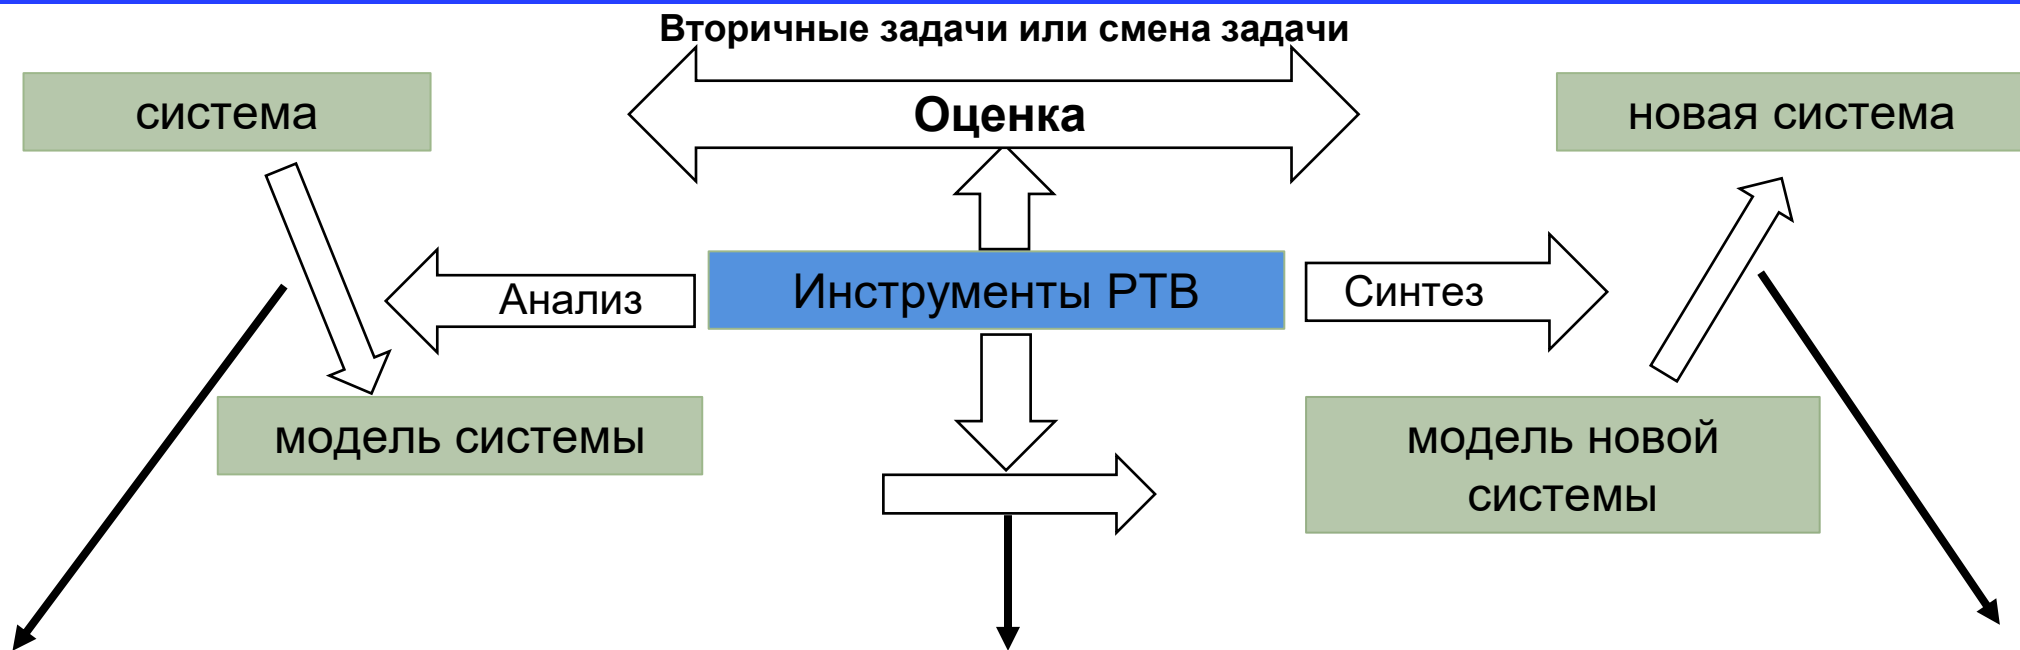 Вторичные задачи или смена задачи
система
Оценка
новая система
Анализ
Инструменты РТВ
Синтез
модель системы
модель новой
системы